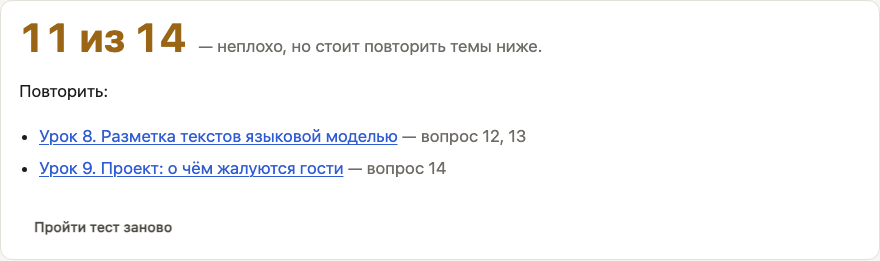 11 из 14 — неплохо, но стоит повторить темы ниже.
Повторить:
• Урок 8. Разметка текстов языковой моделью — вопрос 12, 13
• Урок 9. Проект: о чём жалуются гости — вопрос 14
Пройти тест заново